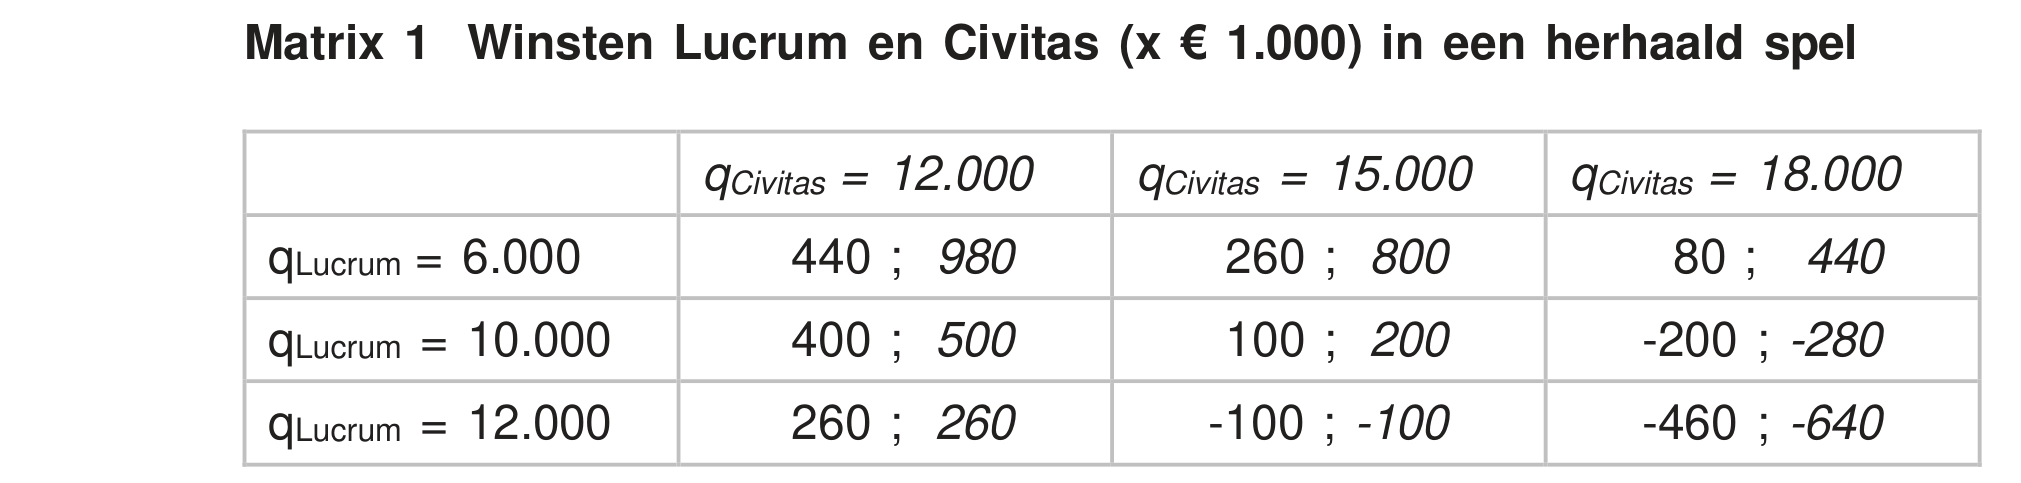 Matrix 1 Winsten Lucrum en Civitas (x € 1.000) in een herhaald spel
qCivitas = 12.000 qCivitas = 15.000 qCivitas = 18.000
qLucrum = 6.000 440 ; 980 260 ; 800 80 ; 440
qLucrum = 10.000 400 ; 500 100 ; 200 -200 ; -280
qLucrum = 12.000 260 ; 260 -100 ; -100 -460 ; -640